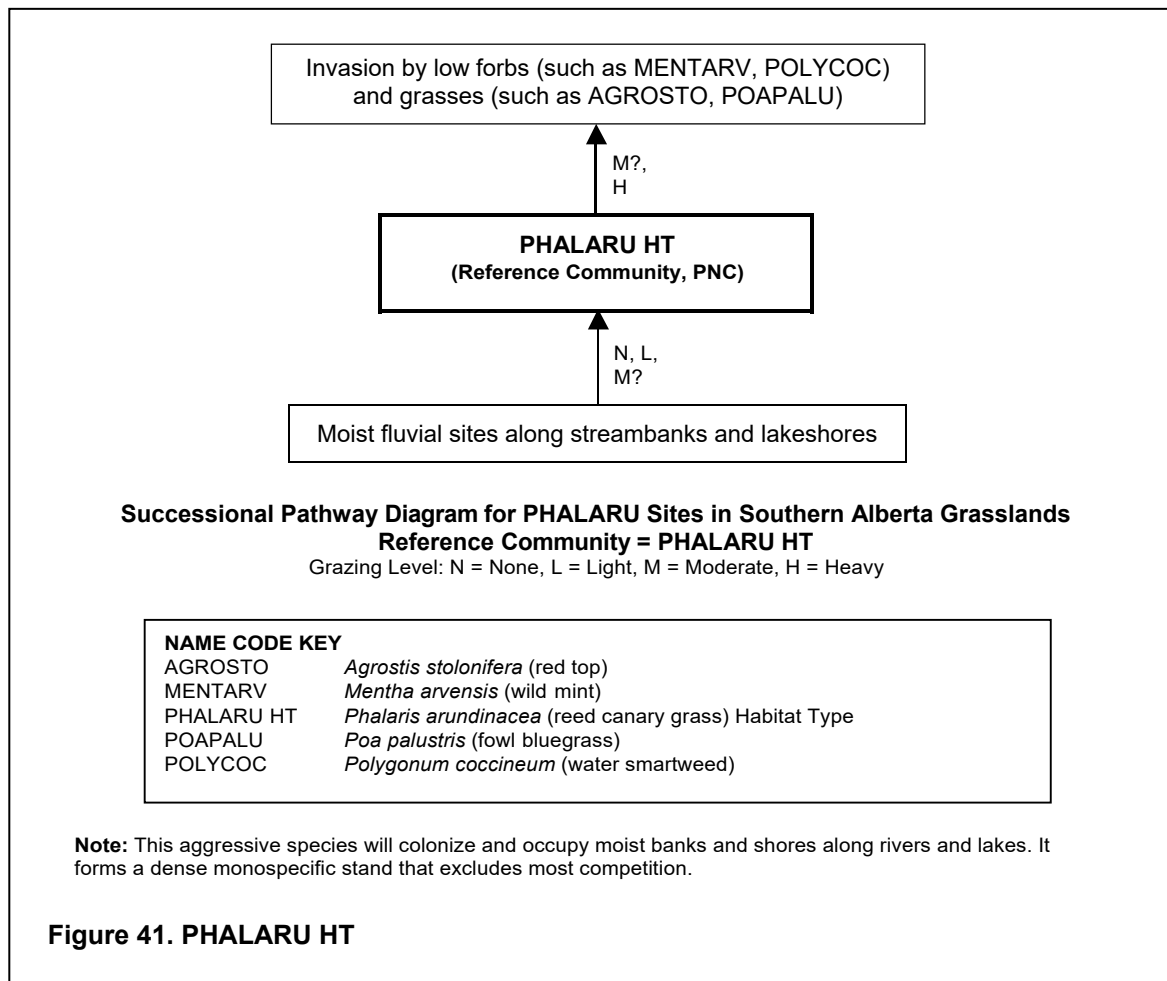 Invasion by low forbs (such as MENTARV, POLYCOC)
and grasses (such as AGROSTO, POAPALU)
M?,
H
PHALARU HT
(Reference Community, PNC)
N, L,
M?
Moist fluvial sites along streambanks and lakeshores
Successional Pathway Diagram for PHALARU Sites in Southern Alberta Grasslands
Reference Community = PHALARU HT
Grazing Level: N = None, L = Light, M = Moderate, H = Heavy
NAME CODE KEY
AGROSTO Agrostis stolonifera (red top)
MENTARV Mentha arvensis (wild mint)
PHALARU HT Phalaris arundinacea (reed canary grass) Habitat Type
POAPALU Poa palustris (fowl bluegrass)
POLYCOC Polygonum coccineum (water smartweed)
Note: This aggressive species will colonize and occupy moist banks and shores along rivers and lakes. It
forms a dense monospecific stand that excludes most competition.
Figure 41. PHALARU HT